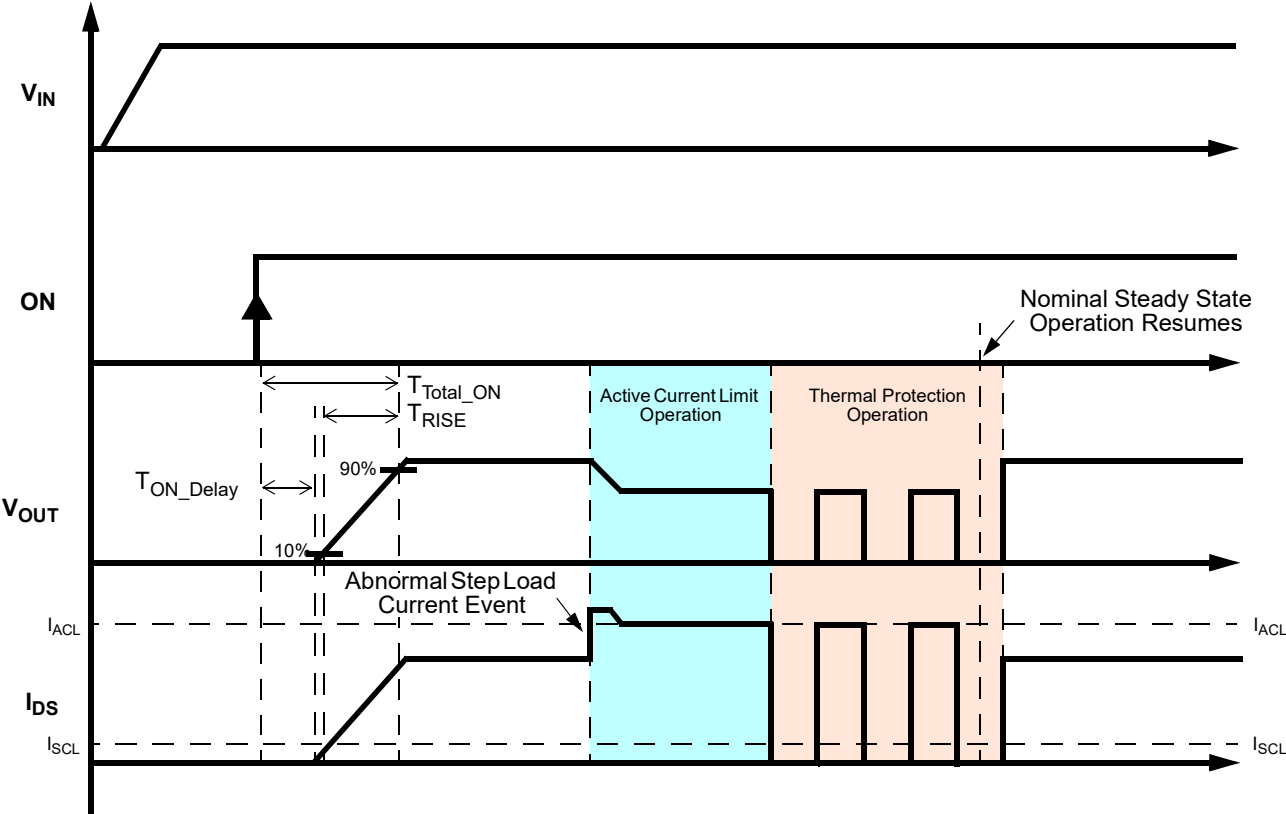 VIN
ON
Nominal Steady State
Operation Resumes
TTotal_ON
TRISE
Active Current Limit
Operation
Thermal Protection
Operation
90%
TON_Delay
VOUT
10%
Abnormal Step Load
Current Event
IACL
IACL
IDS
ISCL
ISCL